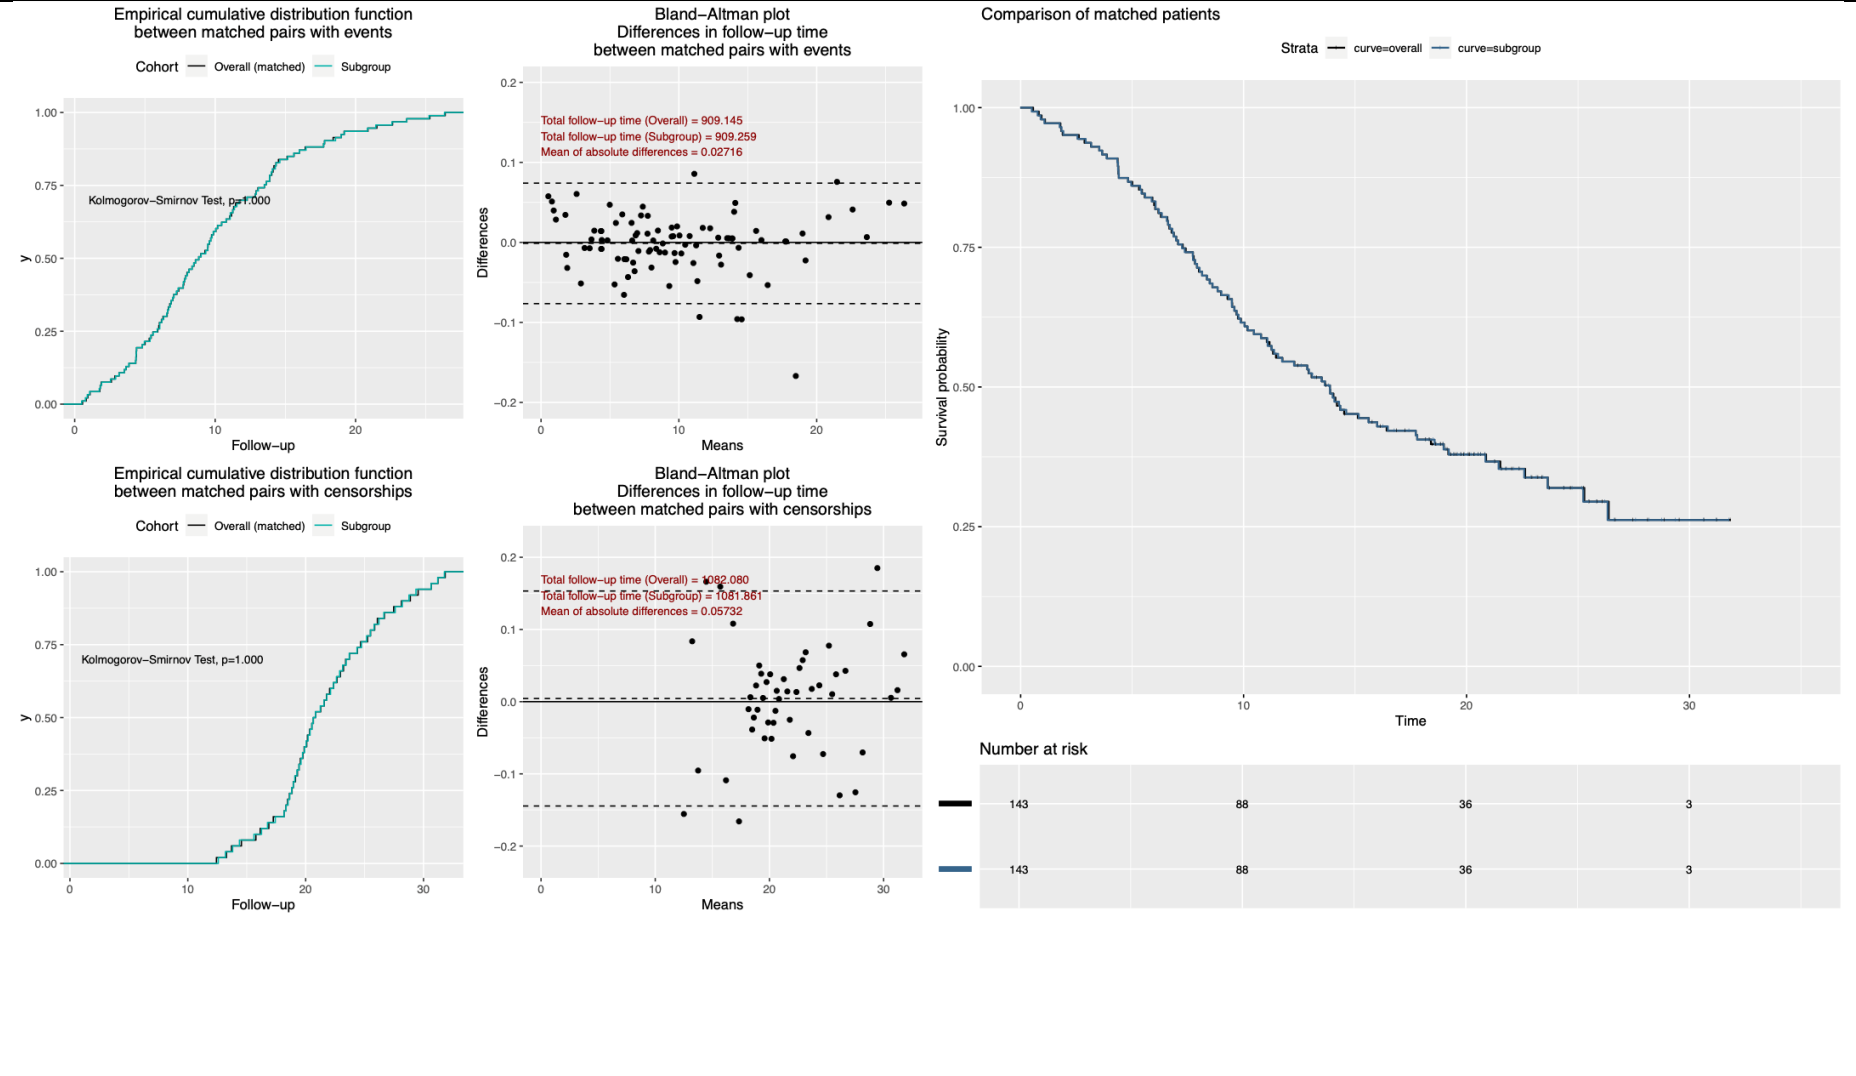 Empirical cumulative distribution function
between matched pairs with events
Cohort Overall (matched) Subgroup
1.00
0.75
0.50
0.25
0.00
y
Kolmogorov−Smirnov Test, p=1.000
0 10 20
Follow−up
Bland−Altman plot
Differences in follow−up time
between matched pairs with events
0.2
0.1
0.0
−0.1
−0.2
Differences
Total follow−up time (Overall) = 909.145
Total follow−up time (Subgroup) = 909.259
Mean of absolute differences = 0.02716
0 10 20
Means
Empirical cumulative distribution function
between matched pairs with censorships
Cohort Overall (matched) Subgroup
1.00
0.75
0.50
0.25
0.00
y
Kolmogorov−Smirnov Test, p=1.000
0 10 20 30
Follow−up
Bland−Altman plot
Differences in follow−up time
between matched pairs with censorships
0.2
0.1
0.0
−0.1
−0.2
Differences
Total follow−up time (Overall) = 1082.080
Total follow−up time (Subgroup) = 1081.861
Mean of absolute differences = 0.05732
0 10 20 30
Means
Comparison of matched patients
Strata curve=overall curve=subgroup
1.00
0.75
0.50
0.25
0.00
Survival probability
0 10 20 30
Time
Number at risk
143 88 36 3
143 88 36 3